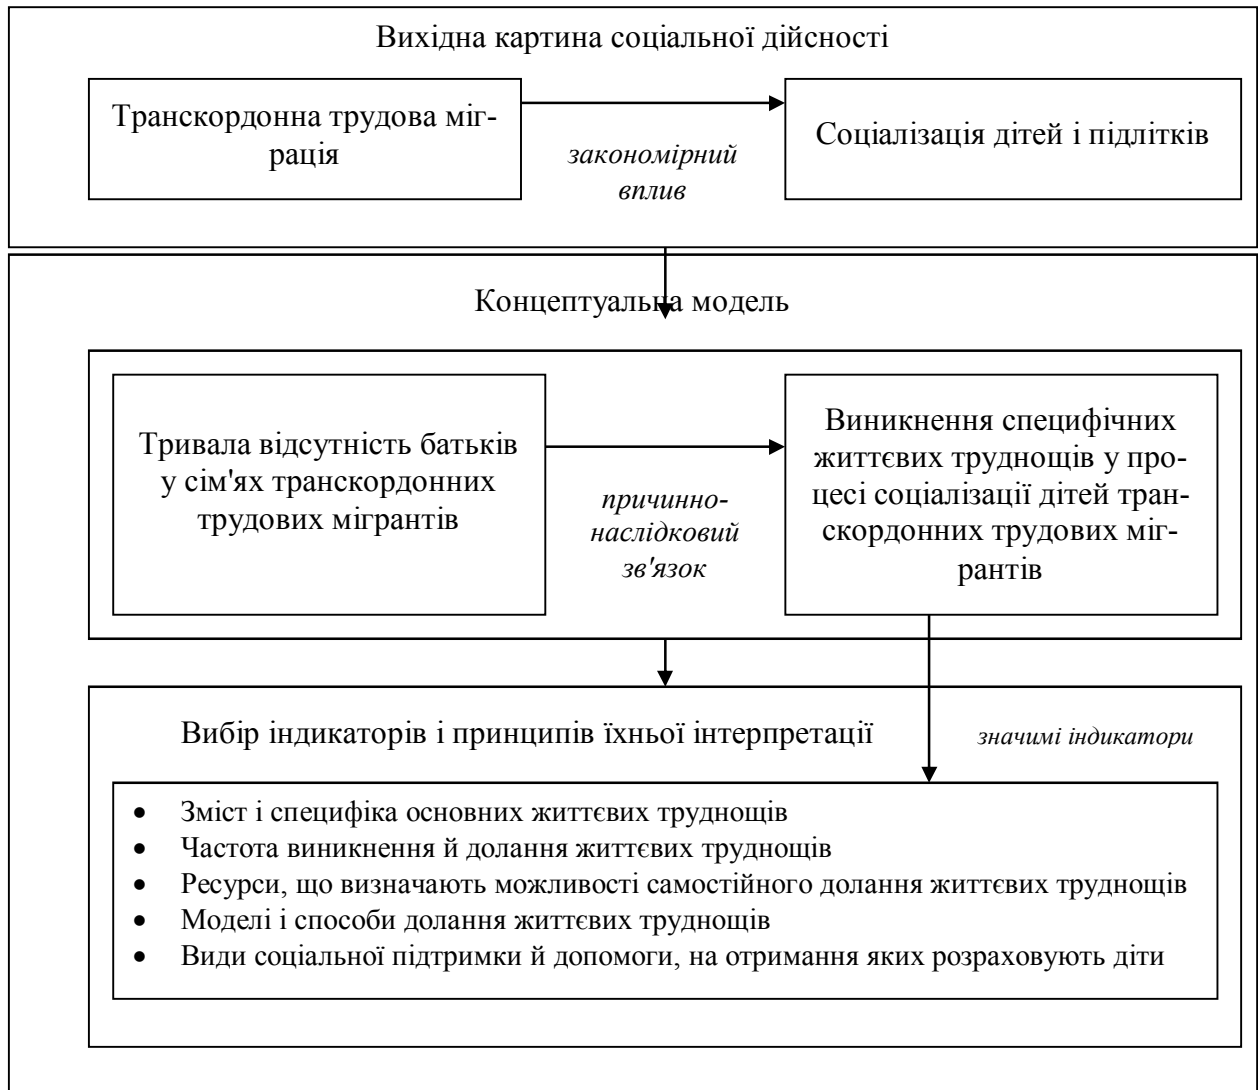 Вихідна картина соціальної дійсності
Транскордонна трудова міг-
рація
закономірний
вплив
Соціалізація дітей і підлітків
Концептуальна модель
Тривала відсутність батьків
у сім'ях транскордонних
трудових мігрантів
причинно-
наслідковий
зв'язок
Виникнення специфічних
життєвих труднощів у про-
цесі соціалізації дітей тран-
скордонних трудових міг-
рантів
Вибір індикаторів і принципів їхньої інтерпретації
значимі індикатори
• Зміст і специфіка основних життєвих труднощів
• Частота виникнення й долання життєвих труднощів
• Ресурси, що визначають можливості самостійного долання життєвих труднощів
• Моделі і способи долання життєвих труднощів
• Види соціальної підтримки й допомоги, на отримання яких розраховують діти